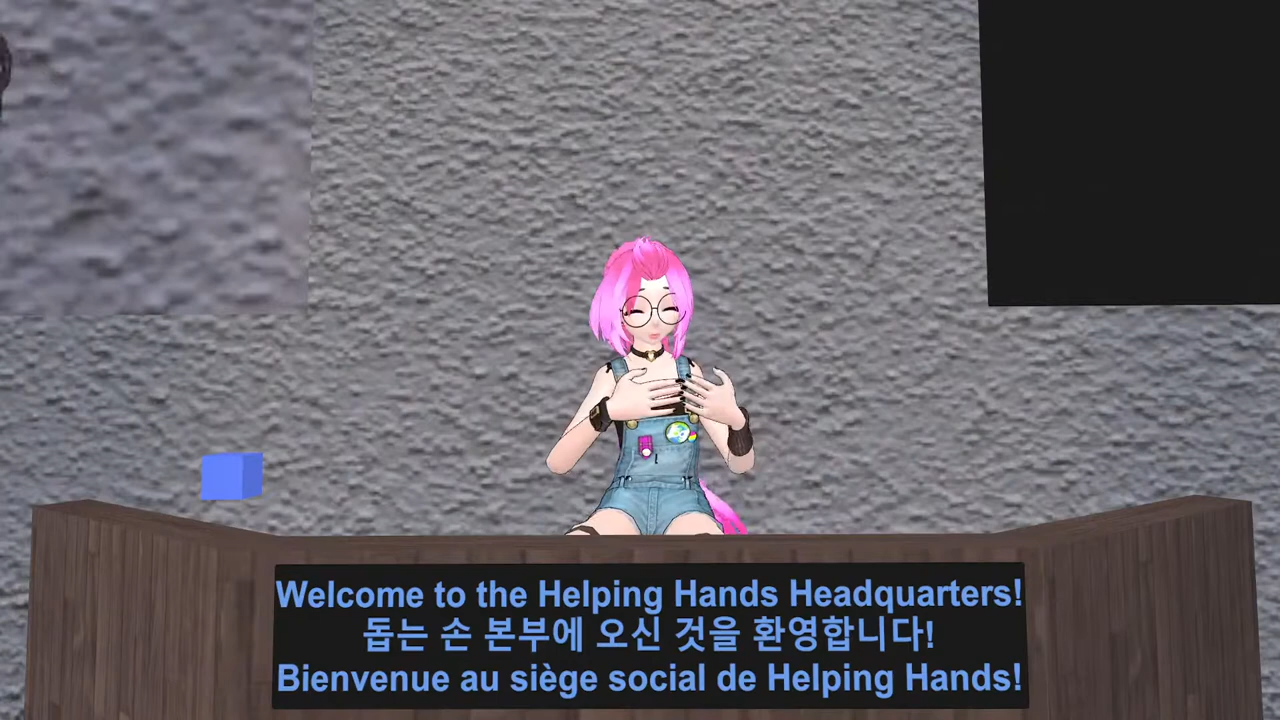 Welcome to the Helping Hands Headquarters!
돕는 손 본부에 오신 것을 환영합니다!
Bienvenue au siège social de Helping Hands!